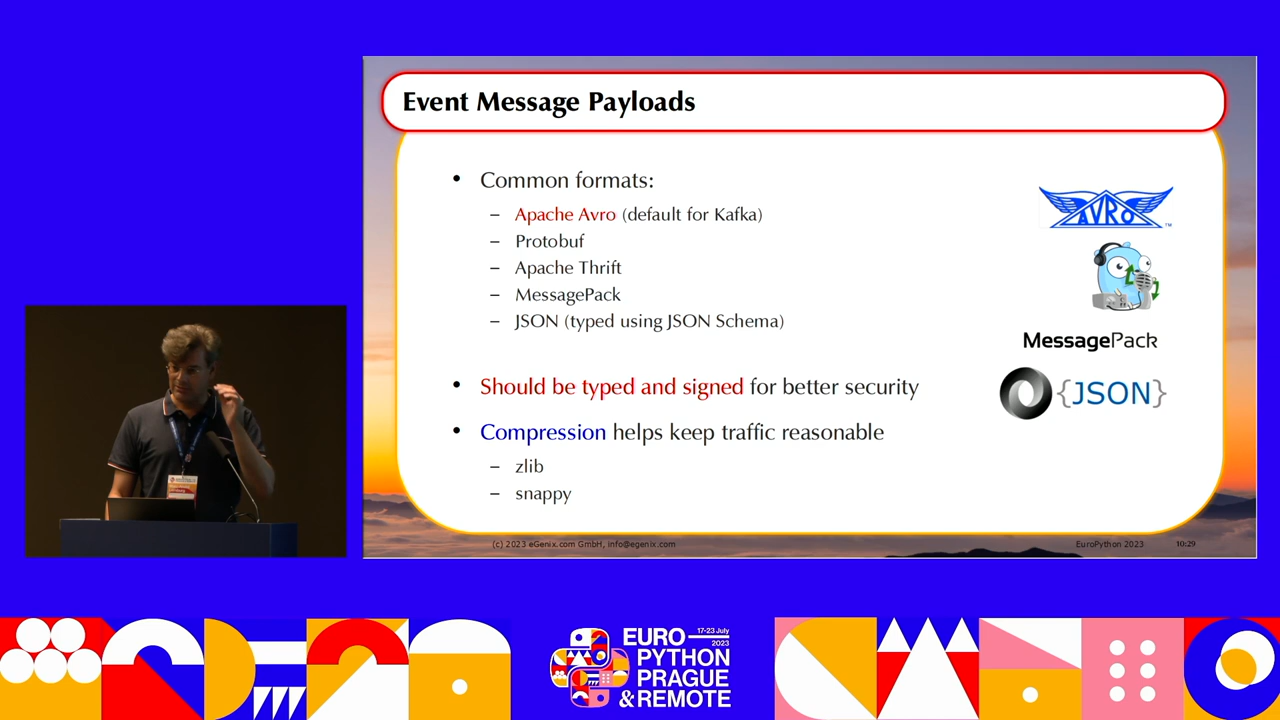 Event Message Payloads
• Common formats:
– Apache Avro (default for Kafka)
– Protobuf
– Apache Thrift
– MessagePack
– JSON (typed using JSON Schema)
• Should be typed and signed for better security
• Compression helps keep traffic reasonable
– zlib
– snappy
AVRO™
MessagePack
{JSON}
(c) 2023 eGenix.com GmbH, info@egenix.com
EuroPython 2023
10:29
EURO 17-23 July 2023
PYTHON
PRAGUE
& REMOTE